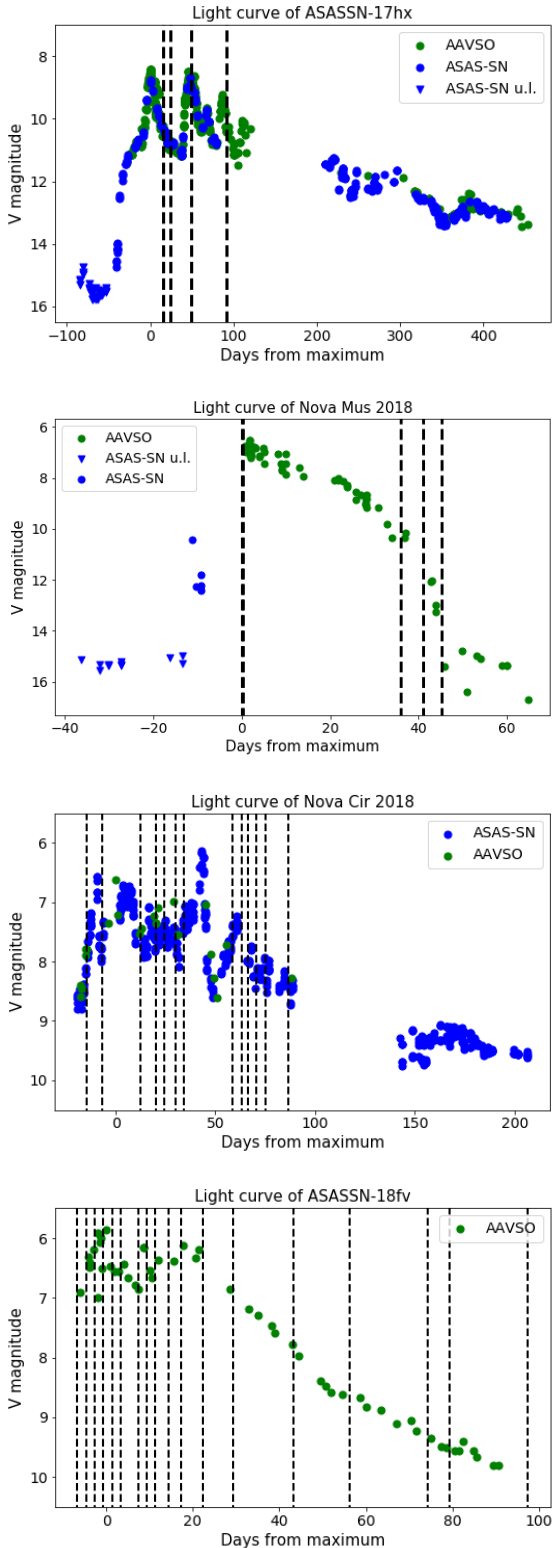 Light curve of ASASSN-17hx
V magnitude
8
10
12
14
16
AAVSO
ASAS-SN
ASAS-SN u.l.
−100 0 100 200 300 400
Days from maximum
Light curve of Nova Mus 2018
V magnitude
6
8
10
12
14
16
AAVSO
ASAS-SN u.l.
ASAS-SN
−40 −20 0 20 40 60
Days from maximum
Light curve of Nova Cir 2018
V magnitude
6
7
8
9
10
ASAS-SN
AAVSO
0 50 100 150 200
Days from maximum
Light curve of ASASSN-18fv
V magnitude
6
7
8
9
10
AAVSO
0 20 40 60 80 100
Days from maximum